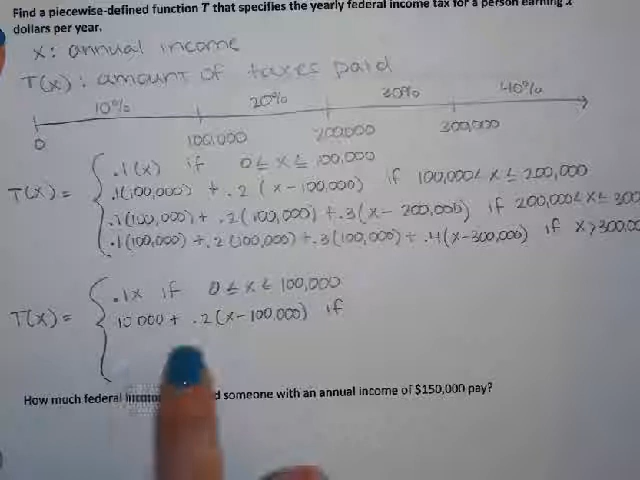 Find a piecewise-defined function T that specifies the yearly federal income tax for a person earning x
dollars per year.
x: annual income
T(x): amount of taxes paid
10% 20% 30% 40%
0 100,000 200,000 300,000
T(x) =
.1(x) if 0 ≤ x ≤ 100,000
.1(100,000) + .2 (x-100,000) if 100,000 < x ≤ 200,000
.1(100,000) + .2(100,000) + .3(x - 200,000) if 200,000 < x ≤ 300
.1(100,000) + .2(100,000) + .3(100,000) + .4(x-300,000) if x > 300,00
T(x) =
.1x if 0 ≤ x ≤ 100,000
10 000 + .2(x-100,000) if
How much federal someone with an annual income of $150,000 pay?